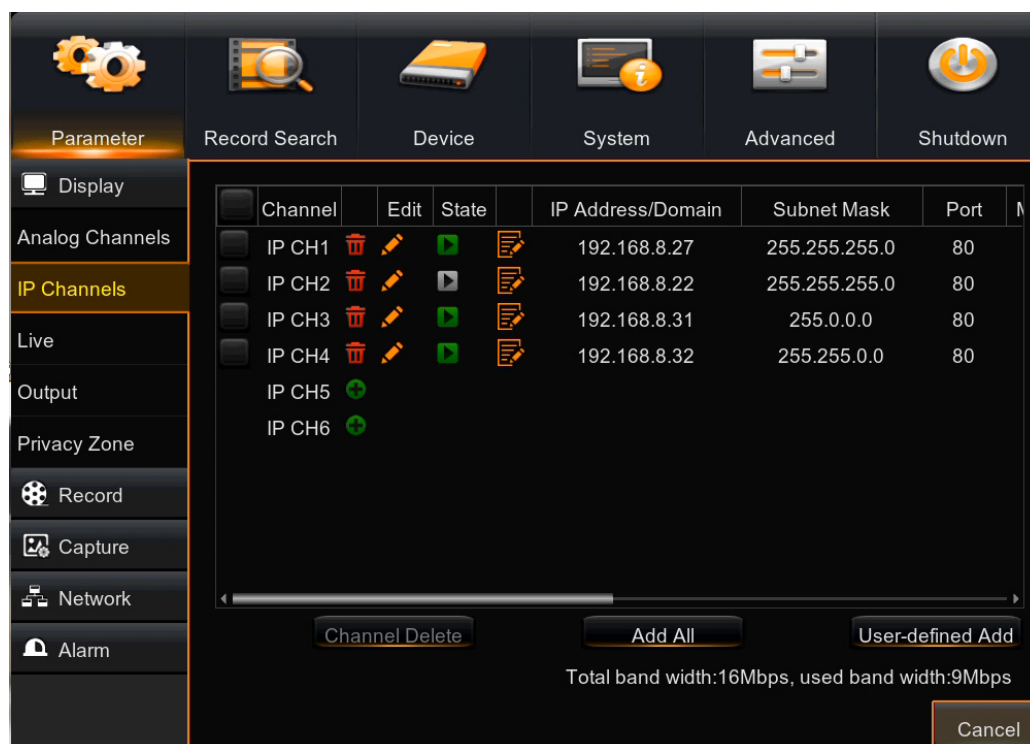 Parameter Record Search Device System Advanced Shutdown
Display
Analog Channels
IP Channels
Live
Output
Privacy Zone
Record
Capture
Network
Alarm
Channel Edit State IP Address/Domain Subnet Mask Port
IP CH1 192.168.8.27 255.255.255.0 80
IP CH2 192.168.8.22 255.255.255.0 80
IP CH3 192.168.8.31 255.0.0.0 80
IP CH4 192.168.8.32 255.255.0.0 80
IP CH5
IP CH6
Channel Delete Add All User-defined Add
Total band width:16Mbps, used band width:9Mbps
Cancel